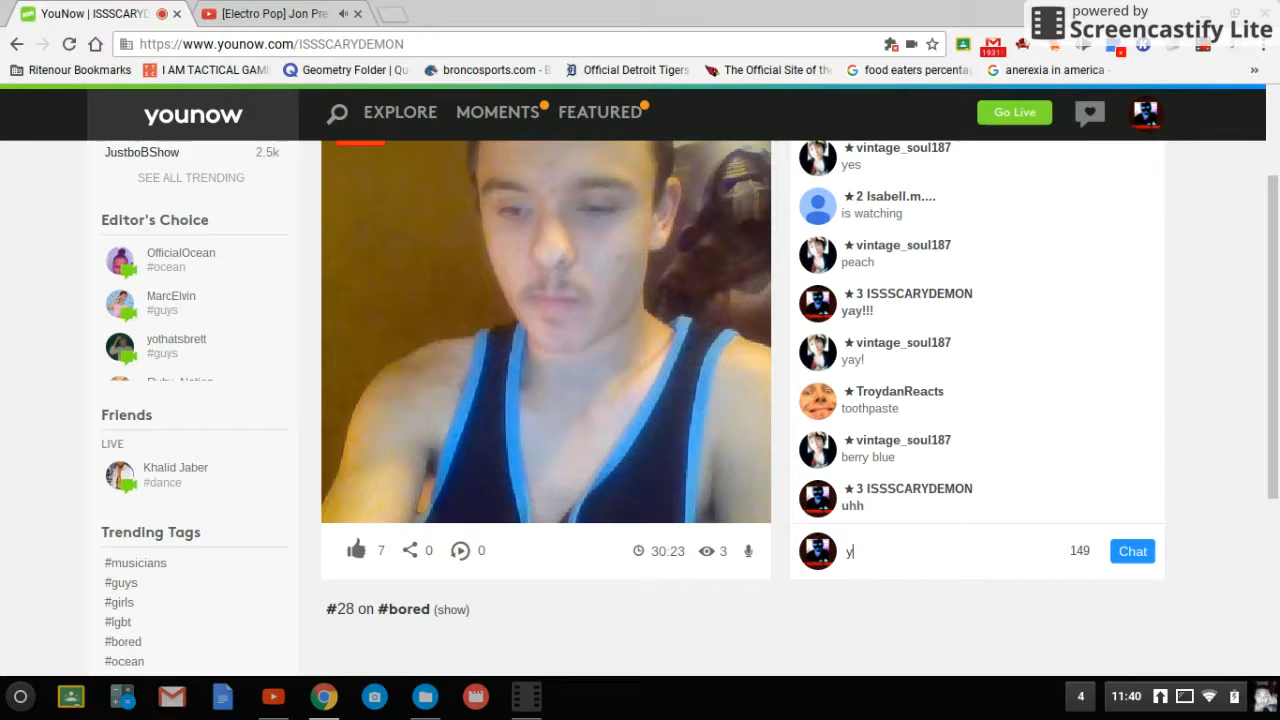 YouNow | ISSSCARYD
[Electro Pop] Jon Pre
powered by
Screencastify Lite
https://www.younow.com/ISSSCARYDEMON
1931
Ritenour Bookmarks
I AM TACTICAL GAMI
Geometry Folder | Qu
broncosports.com - B
Official Detroit Tigers
The Official Site of th
food eaters percentag
anerexia in america -
»
younow
EXPLORE
MOMENTS
FEATURED
Go Live
JustboBShow 2.5k
SEE ALL TRENDING
Editor's Choice
OfficialOcean
#ocean
MarcElvin
#guys
yothatsbrett
#guys
Friends
LIVE
Khalid Jaber
#dance
Trending Tags
#musicians
#guys
#girls
#lgbt
#bored
#ocean
7
0
0
30:23
3
#28 on #bored (show)
★vintage_soul187
yes
★2 Isabell.m....
is watching
★vintage_soul187
peach
★3 ISSSCARYDEMON
yay!!!
★vintage_soul187
yay!
★TroydanReacts
toothpaste
★vintage_soul187
berry blue
★3 ISSSCARYDEMON
uhh
y
149
Chat
4
11:40